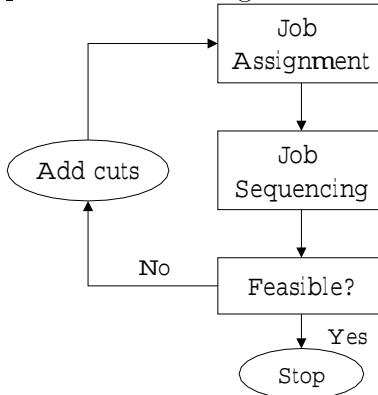 Job
Assignment
Job
Sequencing
Add cuts
No
Feasible?
Yes
Stop